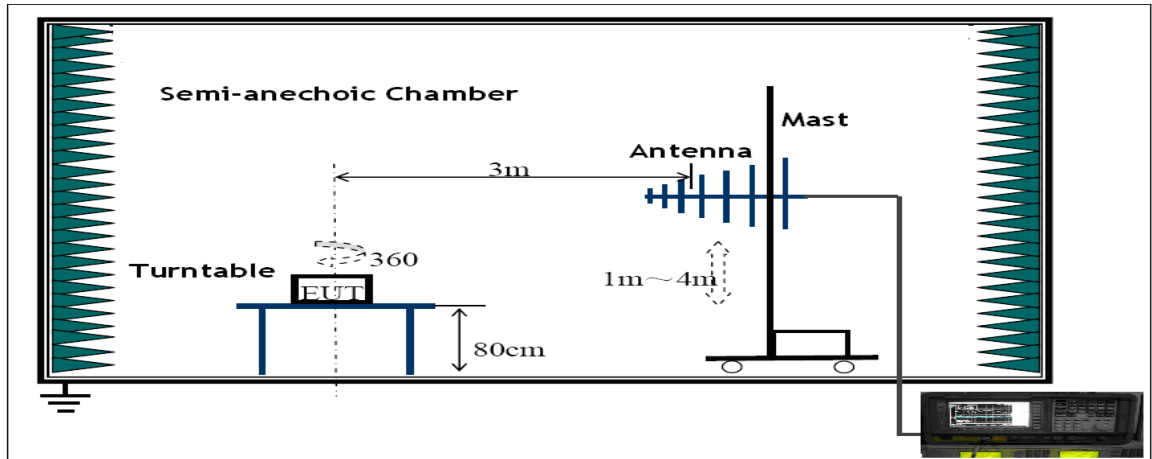 Semi-anechoic Chamber
Mast
Antenna
3m
360
Turntable
1m～4m
EUT
80cm